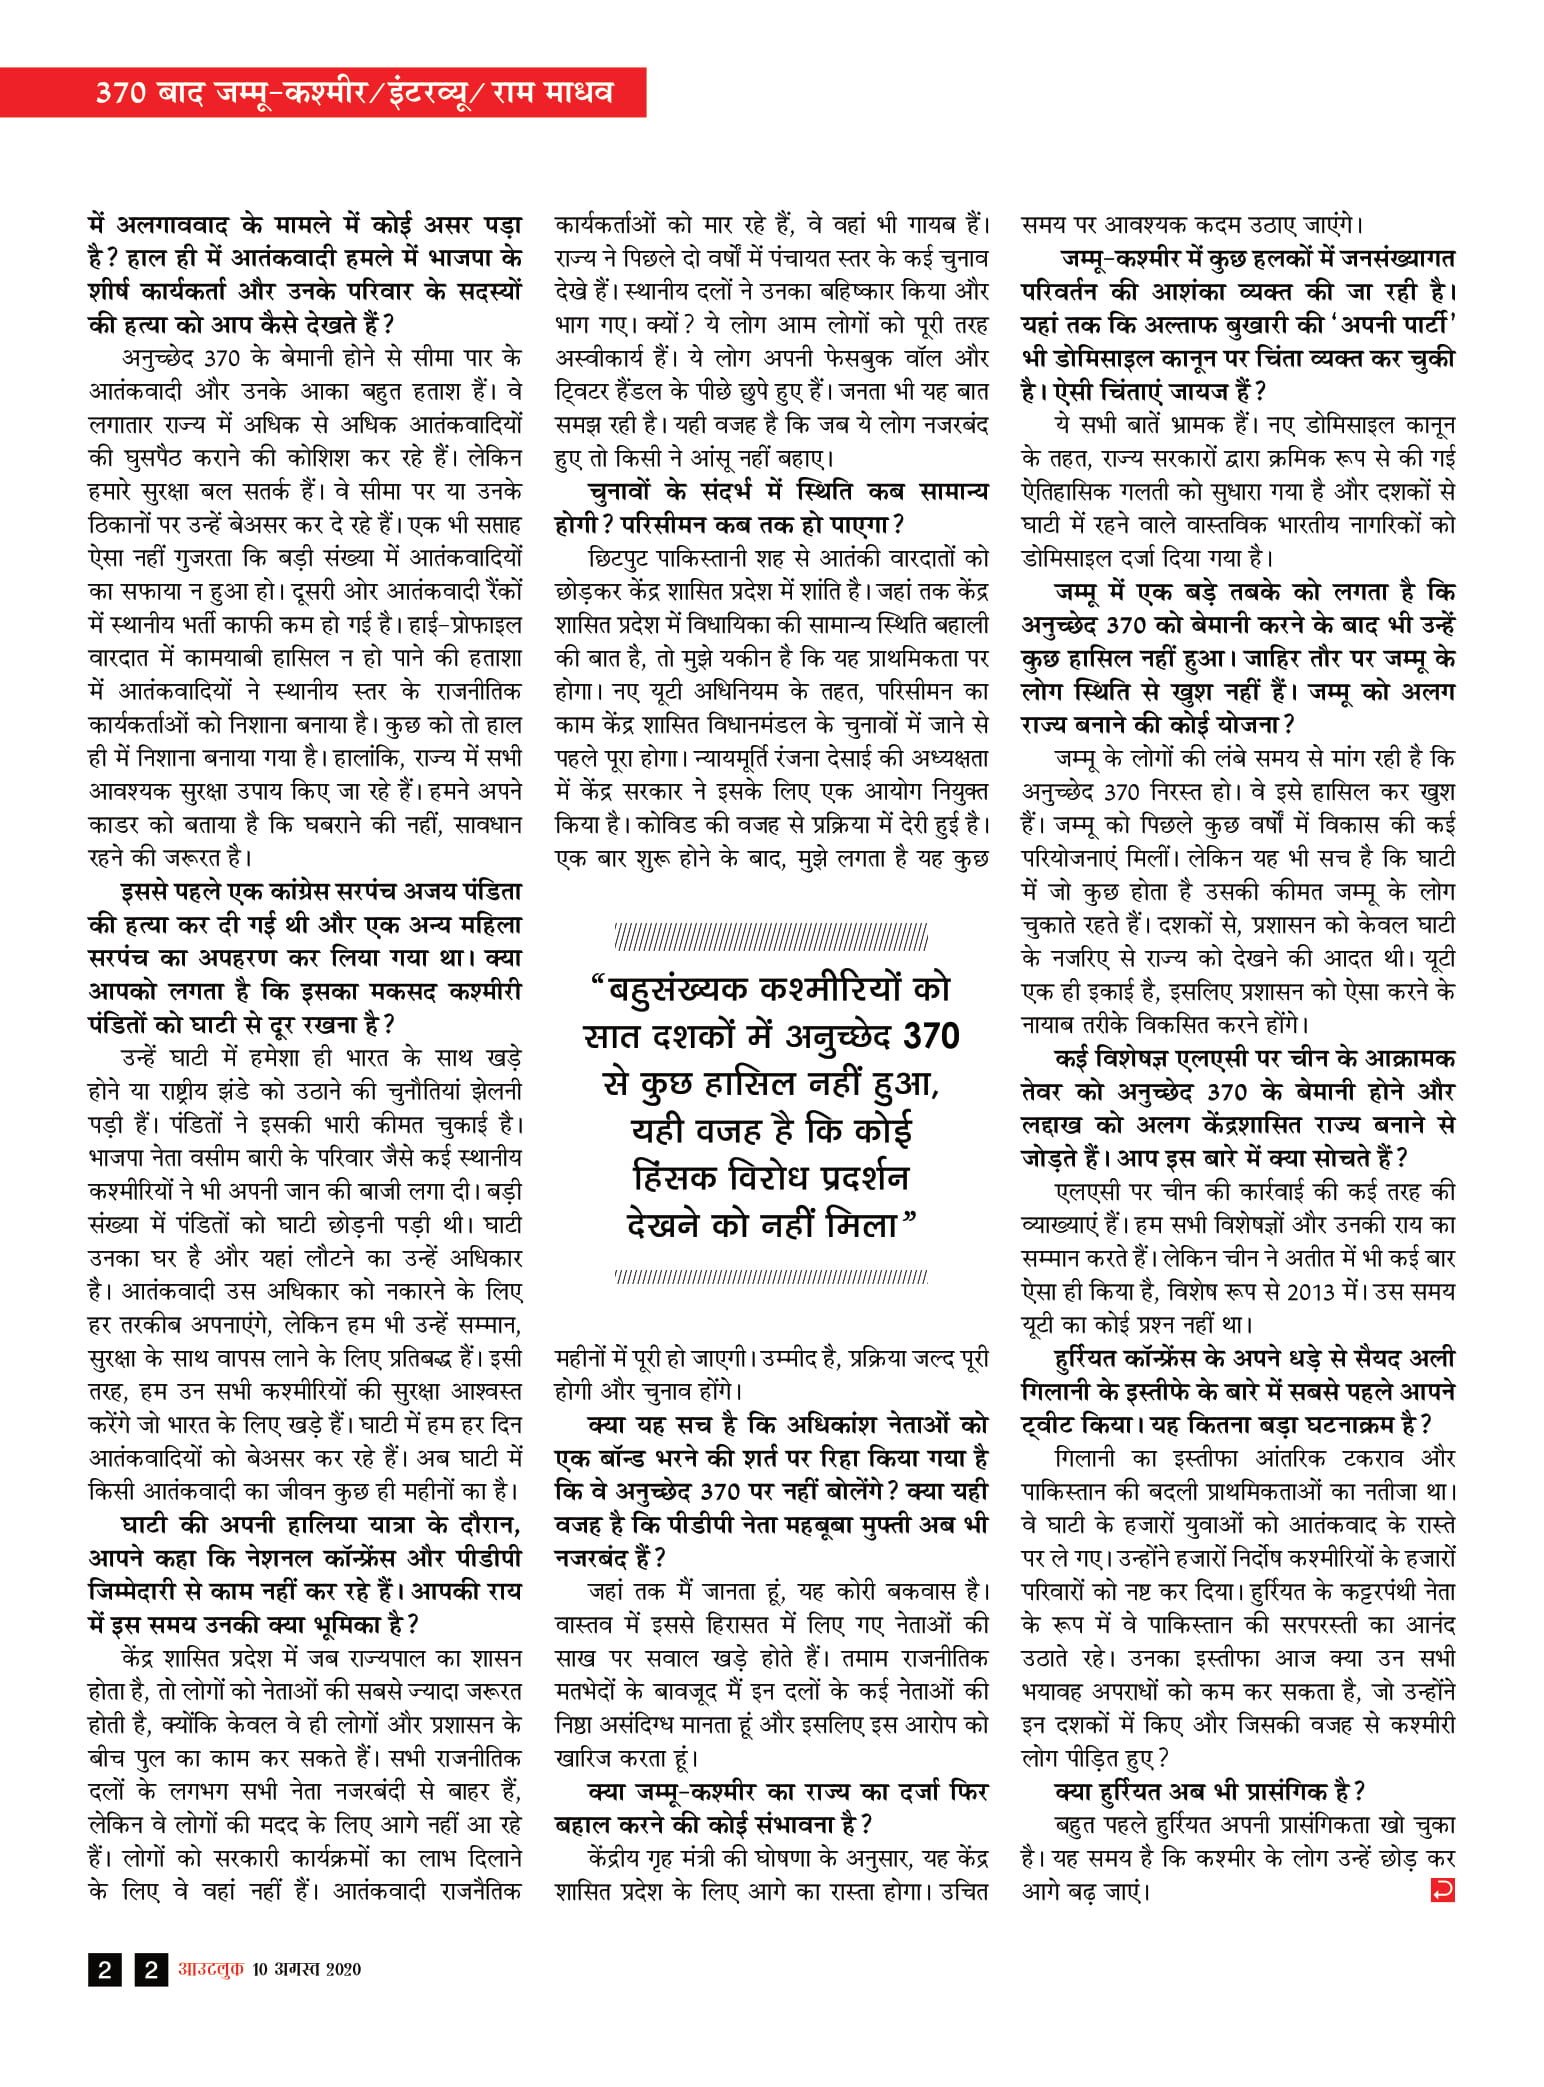 370 बाद जम्मू-कश्मीर/इंटरव्यू/ राम माधव
में अलगाववाद के मामले में कोई असर पड़ा
है? हाल ही में आतंकवादी हमले में भाजपा के
शीर्ष कार्यकर्ता और उनके परिवार के सदस्यों
की हत्या को आप कैसे देखते हैं?
अनुच्छेद 370 के बेमानी होने से सीमा पार के
आतंकवादी और उनके आका बहुत हताश हैं। वे
लगातार राज्य में अधिक से अधिक आतंकवादियों
की घुसपैठ कराने की कोशिश कर रहे हैं। लेकिन
हमारे सुरक्षा बल सतर्क हैं। वे सीमा पर या उनके
ठिकानों पर उन्हें बेअसर कर दे रहे हैं। एक भी सप्ताह
ऐसा नहीं गुजरता कि बड़ी संख्या में आतंकवादियों
का सफाया न हुआ हो। दूसरी ओर आतंकवादी रैंकों
में स्थानीय भर्ती काफी कम हो गई है। हाई-प्रोफाइल
वारदात में कामयाबी हासिल न हो पाने की हताशा
में आतंकवादियों ने स्थानीय स्तर के राजनीतिक
कार्यकर्ताओं को निशाना बनाया है। कुछ को तो हाल
ही में निशाना बनाया गया है। हालांकि, राज्य में सभी
आवश्यक सुरक्षा उपाय किए जा रहे हैं। हमने अपने
काडर को बताया है कि घबराने की नहीं, सावधान
रहने की जरूरत है।
इससे पहले एक कांग्रेस सरपंच अजय पंडिता
की हत्या कर दी गई थी और एक अन्य महिला
सरपंच का अपहरण कर लिया गया था। क्या
आपको लगता है कि इसका मकसद कश्मीरी
पंडितों को घाटी से दूर रखना है?
उन्हें घाटी में हमेशा ही भारत के साथ खड़े
होने या राष्ट्रीय झंडे को उठाने की चुनौतियां झेलनी
पड़ी हैं। पंडितों ने इसकी भारी कीमत चुकाई है।
भाजपा नेता वसीम बारी के परिवार जैसे कई स्थानीय
कश्मीरियों ने भी अपनी जान की बाजी लगा दी। बड़ी
संख्या में पंडितों को घाटी छोड़नी पड़ी थी। घाटी
उनका घर है और यहां लौटने का उन्हें अधिकार
है। आतंकवादी उस अधिकार को नकारने के लिए
हर तरकीब अपनाएंगे, लेकिन हम भी उन्हें सम्मान,
सुरक्षा के साथ वापस लाने के लिए प्रतिबद्ध हैं। इसी
तरह, हम उन सभी कश्मीरियों की सुरक्षा आश्वस्त
करेंगे जो भारत के लिए खड़े हैं। घाटी में हम हर दिन
आतंकवादियों को बेअसर कर रहे हैं। अब घाटी में
किसी आतंकवादी का जीवन कुछ ही महीनों का है।
घाटी की अपनी हालिया यात्रा के दौरान,
आपने कहा कि नेशनल कॉन्फ्रेंस और पीडीपी
जिम्मेदारी से काम नहीं कर रहे हैं। आपकी राय
में इस समय उनकी क्या भूमिका है?
केंद्र शासित प्रदेश में जब राज्यपाल का शासन
होता है, तो लोगों को नेताओं की सबसे ज्यादा जरूरत
होती है, क्योंकि केवल वे ही लोगों और प्रशासन के
बीच पुल का काम कर सकते हैं। सभी राजनीतिक
दलों के लगभग सभी नेता नजरबंदी से बाहर हैं,
लेकिन वे लोगों की मदद के लिए आगे नहीं आ रहे
हैं। लोगों को सरकारी कार्यक्रमों का लाभ दिलाने
के लिए वे वहां नहीं हैं। आतंकवादी राजनैतिक
कार्यकर्ताओं को मार रहे हैं, वे वहां भी गायब हैं।
राज्य ने पिछले दो वर्षों में पंचायत स्तर के कई चुनाव
देखे हैं। स्थानीय दलों ने उनका बहिष्कार किया और
भाग गए। क्यों? ये लोग आम लोगों को पूरी तरह
अस्वीकार्य हैं। ये लोग अपनी फेसबुक वॉल और
ट्विटर हैंडल के पीछे छुपे हुए हैं। जनता भी यह बात
समझ रही है। यही वजह है कि जब ये लोग नजरबंद
हुए तो किसी ने आंसू नहीं बहाए।
चुनावों के संदर्भ में स्थिति कब सामान्य
होगी? परिसीमन कब तक हो पाएगा?
छिटपुट पाकिस्तानी शह से आतंकी वारदातों को
छोड़कर केंद्र शासित प्रदेश में शांति है। जहां तक केंद्र
शासित प्रदेश में विधायिका की सामान्य स्थिति बहाली
की बात है, तो मुझे यकीन है कि यह प्राथमिकता पर
होगा। नए यूटी अधिनियम के तहत, परिसीमन का
काम केंद्र शासित विधानमंडल के चुनावों में जाने से
पहले पूरा होगा। न्यायमूर्ति रंजना देसाई की अध्यक्षता
में केंद्र सरकार ने इसके लिए एक आयोग नियुक्त
किया है। कोविड की वजह से प्रक्रिया में देरी हुई है।
एक बार शुरू होने के बाद, मुझे लगता है यह कुछ
“बहुसंख्यक कश्मीरियों को
सात दशकों में अनुच्छेद 370
से कुछ हासिल नहीं हुआ,
यही वजह है कि कोई
हिंसक विरोध प्रदर्शन
देखने को नहीं मिला”
महीनों में पूरी हो जाएगी। उम्मीद है, प्रक्रिया जल्द पूरी
होगी और चुनाव होंगे।
क्या यह सच है कि अधिकांश नेताओं को
एक बॉन्ड भरने की शर्त पर रिहा किया गया है
कि वे अनुच्छेद 370 पर नहीं बोलेंगे? क्या यही
वजह है कि पीडीपी नेता महबूबा मुफ्ती अब भी
नजरबंद हैं?
जहां तक मैं जानता हूं, यह कोरी बकवास है।
वास्तव में इससे हिरासत में लिए गए नेताओं की
साख पर सवाल खड़े होते हैं। तमाम राजनीतिक
मतभेदों के बावजूद मैं इन दलों के कई नेताओं की
निष्ठा असंदिग्ध मानता हूं और इसलिए इस आरोप को
खारिज करता हूं।
क्या जम्मू-कश्मीर का राज्य का दर्जा फिर
बहाल करने की कोई संभावना है?
केंद्रीय गृह मंत्री की घोषणा के अनुसार, यह केंद्र
शासित प्रदेश के लिए आगे का रास्ता होगा। उचित
समय पर आवश्यक कदम उठाए जाएंगे।
जम्मू-कश्मीर में कुछ हलकों में जनसंख्यागत
परिवर्तन की आशंका व्यक्त की जा रही है।
यहां तक कि अल्ताफ बुखारी की ‘अपनी पार्टी’
भी डोमिसाइल कानून पर चिंता व्यक्त कर चुकी
है। ऐसी चिंताएं जायज हैं?
ये सभी बातें भ्रामक हैं। नए डोमिसाइल कानून
के तहत, राज्य सरकारों द्वारा क्रमिक रूप से की गई
ऐतिहासिक गलती को सुधारा गया है और दशकों से
घाटी में रहने वाले वास्तविक भारतीय नागरिकों को
डोमिसाइल दर्जा दिया गया है।
जम्मू में एक बड़े तबके को लगता है कि
अनुच्छेद 370 को बेमानी करने के बाद भी उन्हें
कुछ हासिल नहीं हुआ। जाहिर तौर पर जम्मू के
लोग स्थिति से खुश नहीं हैं। जम्मू को अलग
राज्य बनाने की कोई योजना?
जम्मू के लोगों की लंबे समय से मांग रही है कि
अनुच्छेद 370 निरस्त हो। वे इसे हासिल कर खुश
हैं। जम्मू को पिछले कुछ वर्षों में विकास की कई
परियोजनाएं मिलीं। लेकिन यह भी सच है कि घाटी
में जो कुछ होता है उसकी कीमत जम्मू के लोग
चुकाते रहते हैं। दशकों से, प्रशासन को केवल घाटी
के नजरिए से राज्य को देखने की आदत थी। यूटी
एक ही इकाई है, इसलिए प्रशासन को ऐसा करने के
नायाब तरीके विकसित करने होंगे।
कई विशेषज्ञ एलएसी पर चीन के आक्रामक
तेवर को अनुच्छेद 370 के बेमानी होने और
लद्दाख को अलग केंद्रशासित राज्य बनाने से
जोड़ते हैं। आप इस बारे में क्या सोचते हैं?
एलएसी पर चीन की कार्रवाई की कई तरह की
व्याख्याएं हैं। हम सभी विशेषज्ञों और उनकी राय का
सम्मान करते हैं। लेकिन चीन ने अतीत में भी कई बार
ऐसा ही किया है, विशेष रूप से 2013 में। उस समय
यूटी का कोई प्रश्न नहीं था।
हुर्रियत कॉन्फ्रेंस के अपने धड़े से सैयद अली
गिलानी के इस्तीफे के बारे में सबसे पहले आपने
ट्वीट किया। यह कितना बड़ा घटनाक्रम है?
गिलानी का इस्तीफा आंतरिक टकराव और
पाकिस्तान की बदली प्राथमिकताओं का नतीजा था।
वे घाटी के हजारों युवाओं को आतंकवाद के रास्ते
पर ले गए। उन्होंने हजारों निर्दोष कश्मीरियों के हजारों
परिवारों को नष्ट कर दिया। हुर्रियत के कट्टरपंथी नेता
के रूप में वे पाकिस्तान की सरपरस्ती का आनंद
उठाते रहे। उनका इस्तीफा आज क्या उन सभी
भयावह अपराधों को कम कर सकता है, जो उन्होंने
इन दशकों में किए और जिसकी वजह से कश्मीरी
लोग पीड़ित हुए?
क्या हुर्रियत अब भी प्रासंगिक है?
बहुत पहले हुर्रियत अपनी प्रासंगिकता खो चुका
है। यह समय है कि कश्मीर के लोग उन्हें छोड़ कर
आगे बढ़ जाएं।
2 2 आउटलुक 10 अगस्त 2020